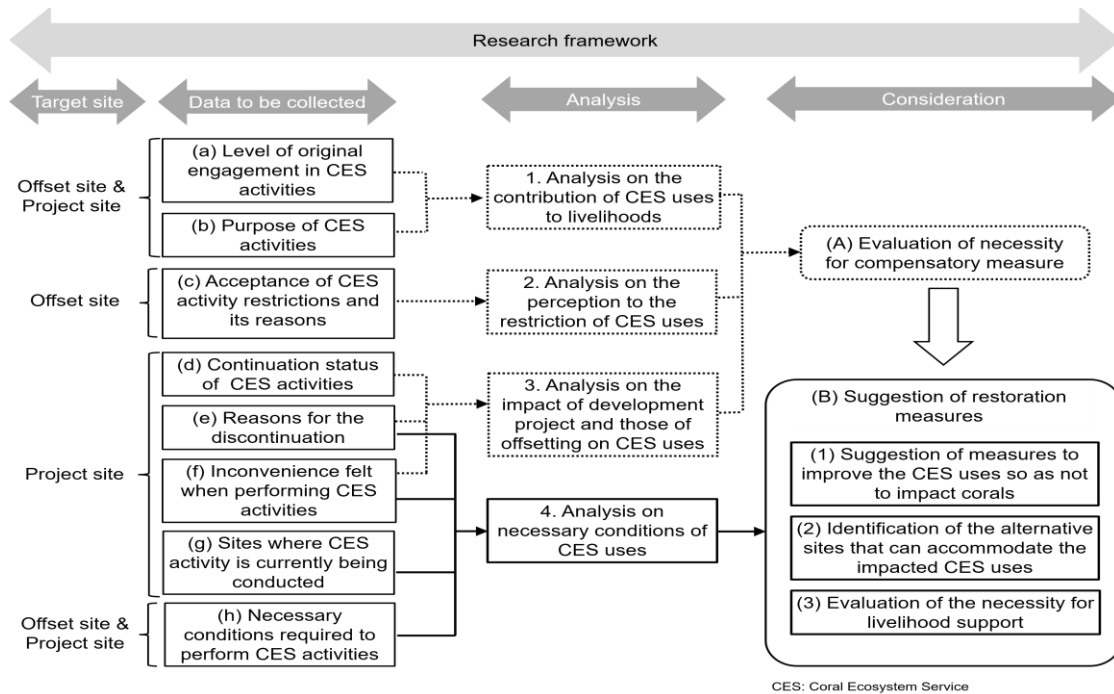 Research framework
Target site
Data to be collected
Analysis
Consideration
Offset site &
Project site
(a) Level of original
engagement in CES
activities
(b) Purpose of CES
activities
Offset site
(c) Acceptance of CES
activity restrictions and
its reasons
Project site
(d) Continuation status
of CES activities
(e) Reasons for the
discontinuation
(f) Inconvenience felt
when performing CES
activities
(g) Sites where CES
activity is currently being
conducted
Offset site &
Project site
(h) Necessary
conditions required to
perform CES activities
1. Analysis on the
contribution of CES uses
to livelihoods
2. Analysis on the
perception to the
restriction of CES uses
3. Analysis on the
impact of development
project and those of
offsetting on CES uses
4. Analysis on
necessary conditions of
CES uses
(A) Evaluation of necessity
for compensatory measure
(B) Suggestion of restoration
measures
(1) Suggestion of measures to
improve the CES uses so as not
to impact corals
(2) Identification of the alternative
sites that can accommodate the
impacted CES uses
(3) Evaluation of the necessity for
livelihood support
CES: Coral Ecosystem Service